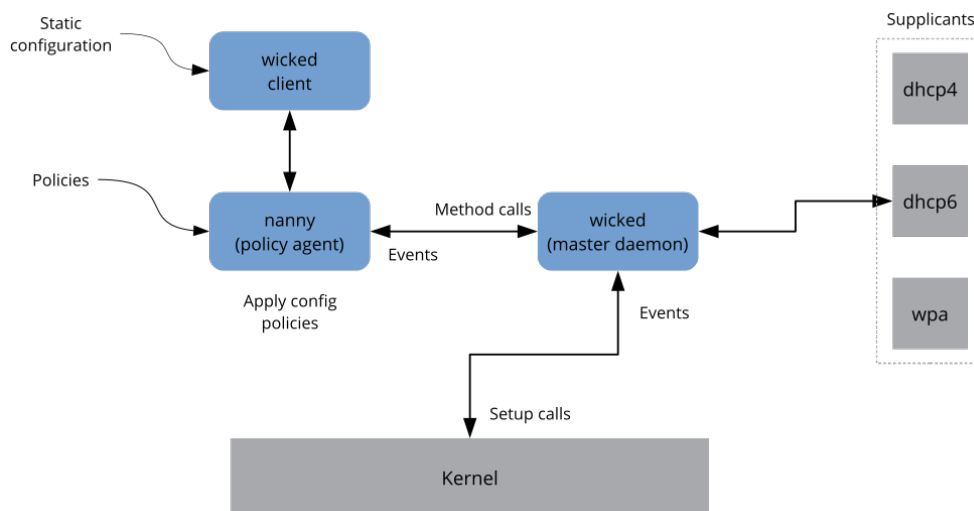 Static
configuration
wicked
client
Supplicants
dhcp4
Policies
nanny
(policy agent)
Method calls
Events
wicked
(master daemon)
dhcp6
Apply config
policies
Events
wpa
Setup calls
Kernel